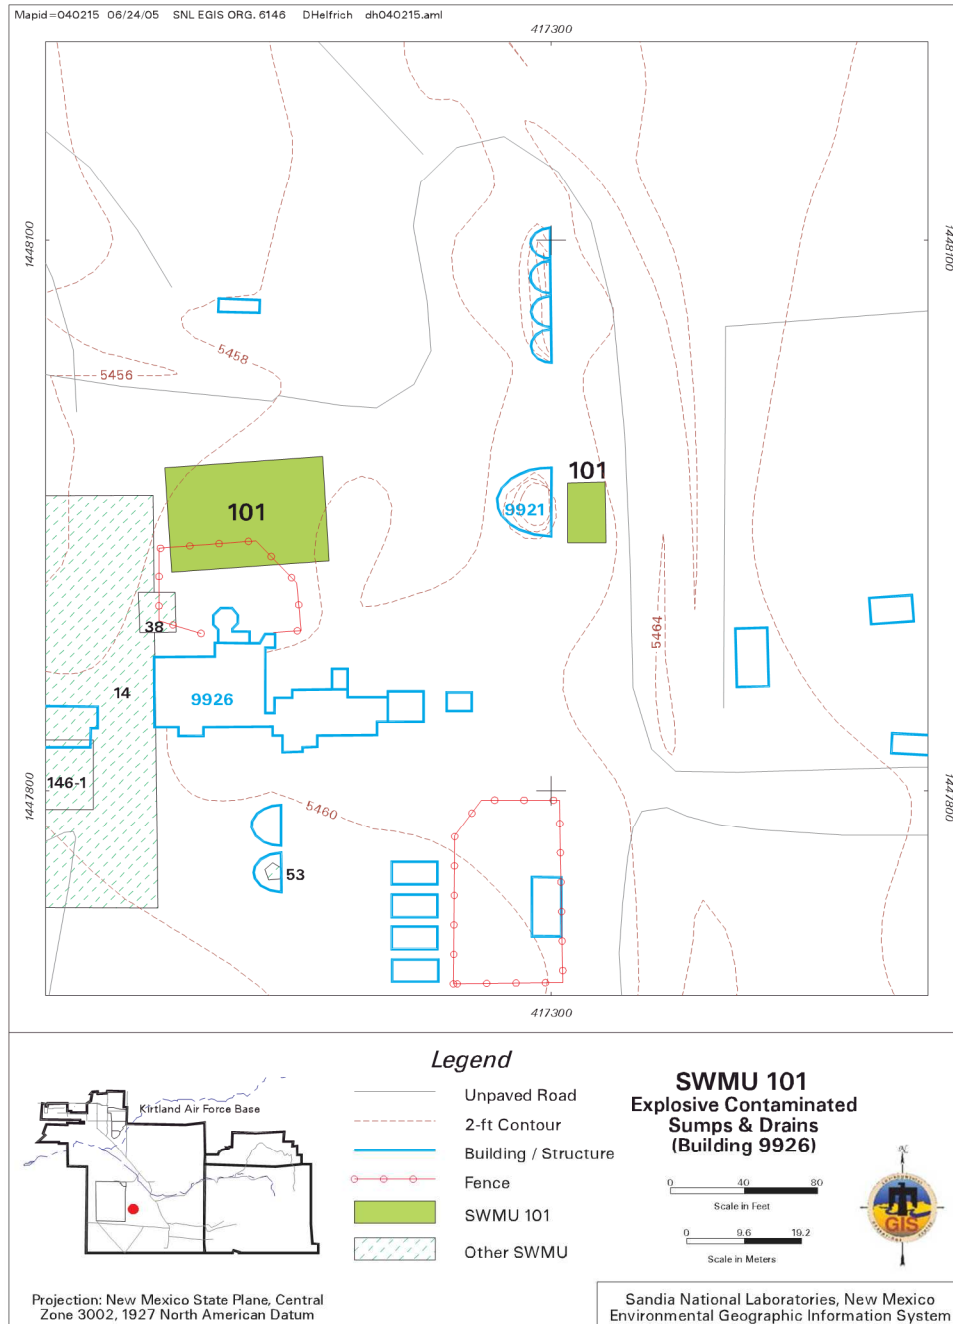 Mapid=040215 06/24/05 SNL EGIS ORG. 6146 DHelfrich dh040215.aml
417300
1448100
1448100
5458
5456
101
101
9921
5464
38
14
9926
146-1
1447800
1447800
5460
53
417300
Legend
Kirtland Air Force Base
Unpaved Road
2-ft Contour
Building / Structure
Fence
SWMU 101
Other SWMU
SWMU 101
Explosive Contaminated
Sumps & Drains
(Building 9926)
0 40 80
Scale in Feet
0 9.6 19.2
Scale in Meters
N
GIS
Projection: New Mexico State Plane, Central
Zone 3002, 1927 North American Datum
Sandia National Laboratories, New Mexico
Environmental Geographic Information System